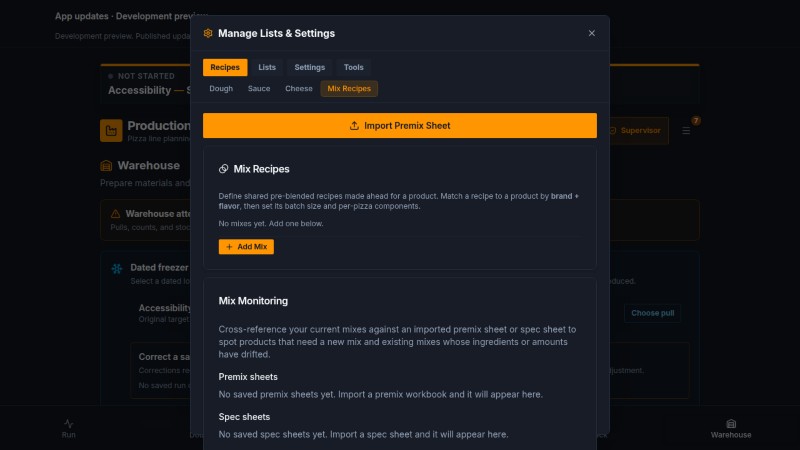 App updates · Development preview
Development preview. Published upda
Manage Lists & Settings
Recipes
Lists
Settings
Tools
Dough
Sauce
Cheese
Mix Recipes
Import Premix Sheet
Mix Recipes
Define shared pre-blended recipes made ahead for a product. Match a recipe to a product by brand +
flavor, then set its batch size and per-pizza components.
No mixes yet. Add one below.
Add Mix
Mix Monitoring
Cross-reference your current mixes against an imported premix sheet or spec sheet to
spot products that need a new mix and existing mixes whose ingredients or amounts
have drifted.
Premix sheets
No saved premix sheets yet. Import a premix workbook and it will appear here.
Spec sheets
No saved spec sheets yet. Import a spec sheet and it will appear here.
NOT STARTED
Accessibility — S
Production
Pizza line planning
Supervisor
7
Warehouse
Prepare materials and
Warehouse atte
Pulls, counts, and stoc
Dated freezer
Select a dated lo
Accessibility
Original target
Choose pull
Correct a sa
Corrections re
adjustment.
No saved run
Run
Warehouse